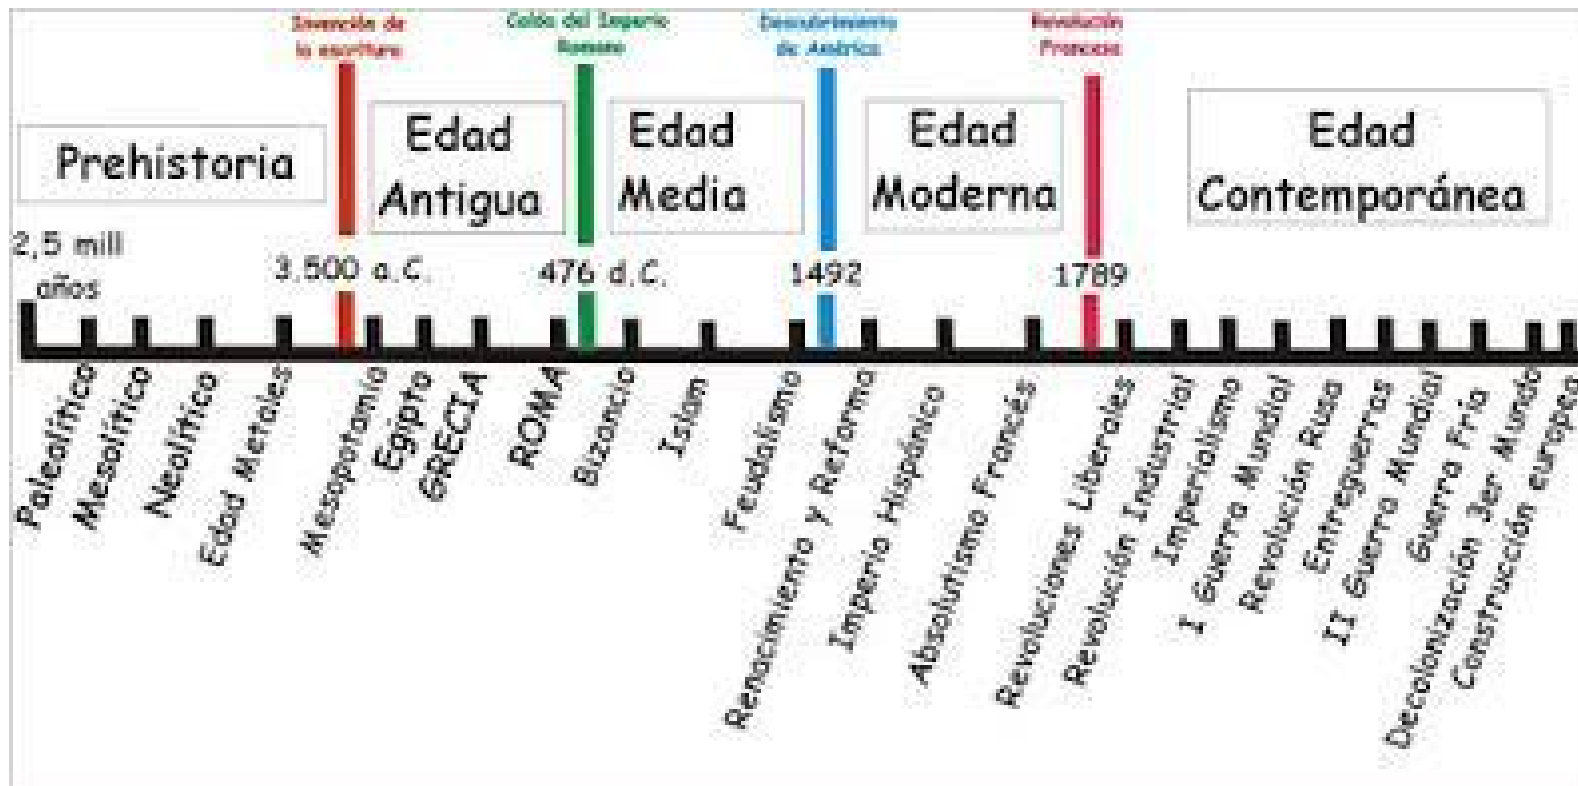 Invención de
la escritura
Caída del Imperio
Romano
Descubrimiento
de América
Revolución
Francesa
Prehistoria
Edad
Antigua
Edad
Media
Edad
Moderna
Edad
Contemporánea
2,5 mill
años
3.500 a.C.
476 d.C.
1492
1789
Paleolítico
Mesolítico
Neolítico
Edad Metales
Mesopotamia
Egipto
GRECIA
ROMA
Bizancio
Islam
Feudalismo
Renacimiento y Reforma
Imperio Hispánico
Absolutismo Francés
Revoluciones Liberales
Revolución Industrial
Imperialismo
I Guerra Mundial
Revolución Rusa
Entreguerras
II Guerra Mundial
Guerra Fría
Decolonización 3er Mundo
Construcción europea